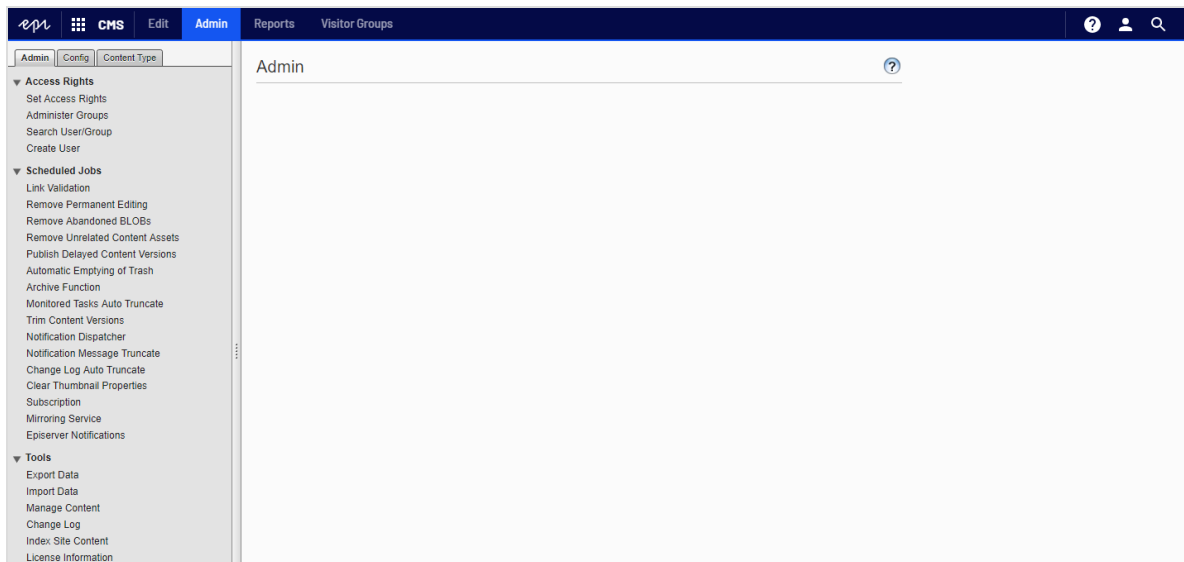 epi CMS Edit Admin Reports Visitor Groups ?
Admin Config Content Type
Admin ?
Access Rights
Set Access Rights
Administer Groups
Search User/Group
Create User
Scheduled Jobs
Link Validation
Remove Permanent Editing
Remove Abandoned BLOBs
Remove Unrelated Content Assets
Publish Delayed Content Versions
Automatic Emptying of Trash
Archive Function
Monitored Tasks Auto Truncate
Trim Content Versions
Notification Dispatcher
Notification Message Truncate
Change Log Auto Truncate
Clear Thumbnail Properties
Subscription
Mirroring Service
Episerver Notifications
Tools
Export Data
Import Data
Manage Content
Change Log
Index Site Content
License Information